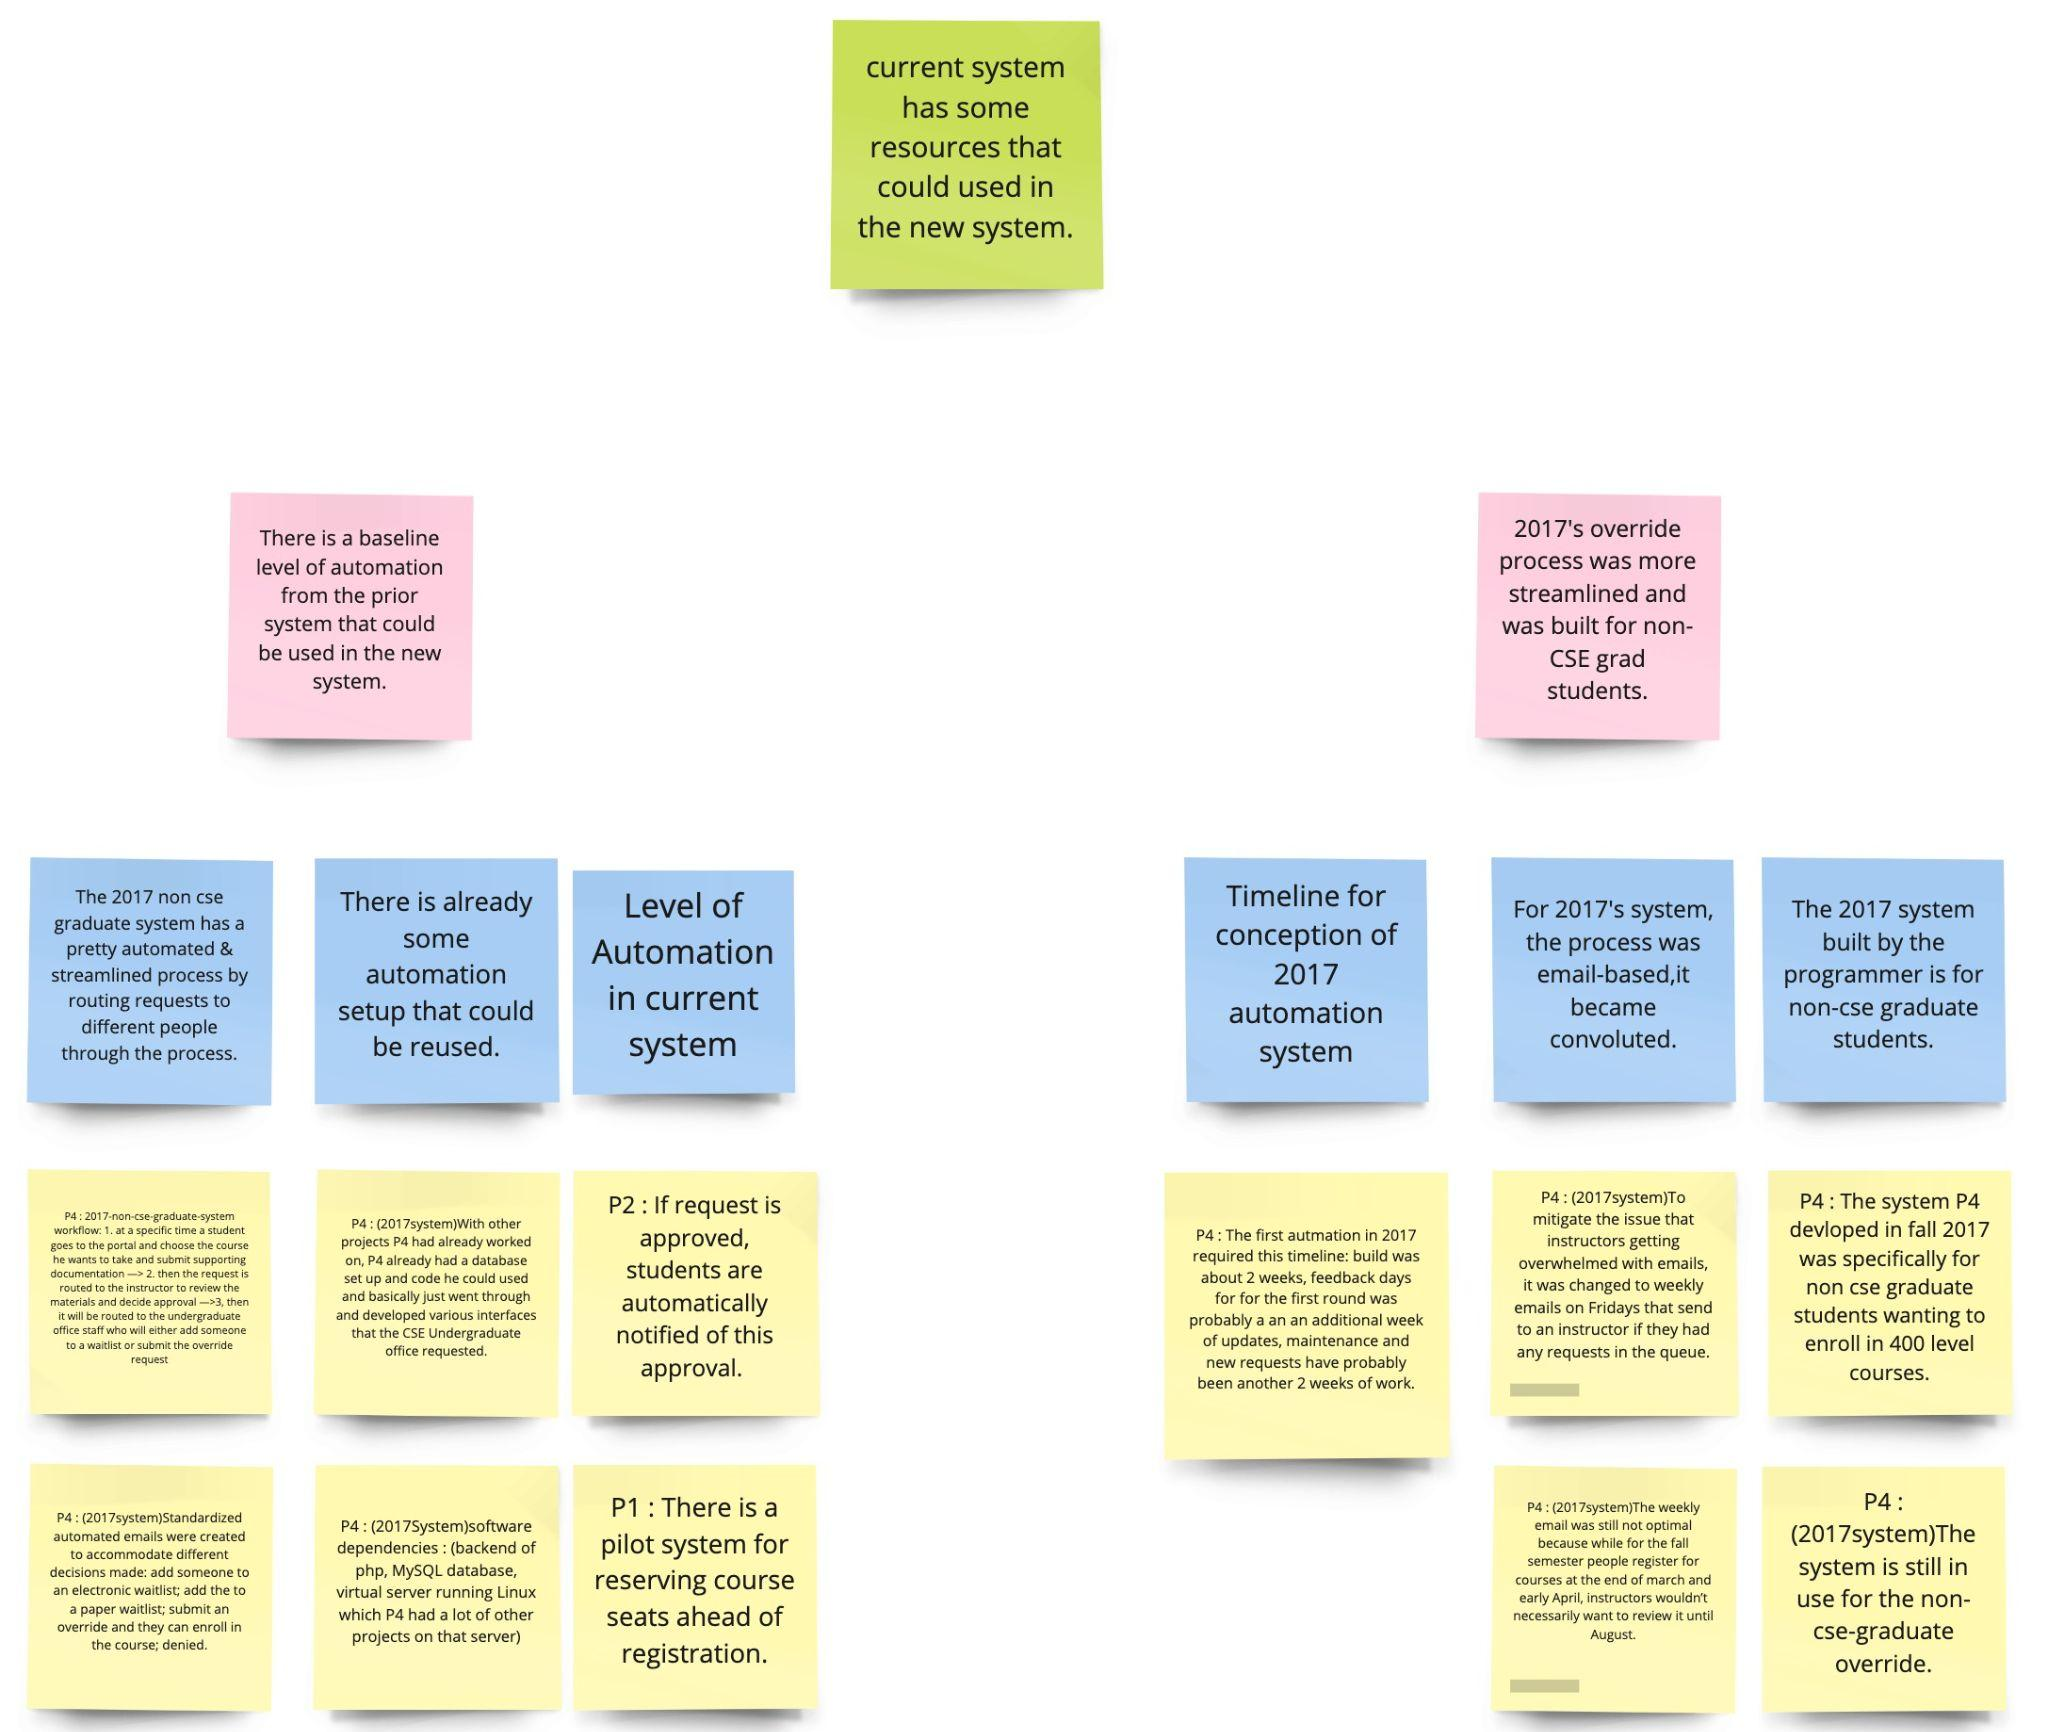 current system
has some
resources that
could used in
the new system.
There is a baseline
level of automation
from the prior
system that could
be used in the new
system.
2017's override
process was more
streamlined and
was built for non-
CSE grad
students.
The 2017 non cse
graduate system has a
pretty automated &
streamlined process by
routing requests to
different people
through the process.
There is already
some
automation
setup that could
be reused.
Level of
Automation
in current
system
Timeline for
conception of
2017
automation
system
For 2017's system,
the process was
email-based,it
became
convoluted.
The 2017 system
built by the
programmer is for
non-cse graduate
students.
P4 : 2017-non-cse-graduate-system
workflow: 1. at a specific time a student
goes to the portal and choose the course
he wants to take and submit supporting
documentation —> 2. then the request is
routed to the instructor to review the
materials and decide approval —>3, then
it will be routed to the undergraduate
office staff who will either add someone
to a waitlist or submit the override
request
P4 : (2017system)With other
projects P4 had already worked
on, P4 already had a database
set up and code he could used
and basically just went through
and developed various interfaces
that the CSE Undergraduate
office requested.
P2 : If request is
approved,
students are
automatically
notified of this
approval.
P4 : The first autmation in 2017
required this timeline: build was
about 2 weeks, feedback days
for for the first round was
probably a an an additional week
of updates, maintenance and
new requests have probably
been another 2 weeks of work.
P4 : (2017system)To
mitigate the issue that
instructors getting
overwhelmed with emails,
it was changed to weekly
emails on Fridays that send
to an instructor if they had
any requests in the queue.
P4 : The system P4
devloped in fall 2017
was specifically for
non cse graduate
students wanting to
enroll in 400 level
courses.
P4 : (2017system)Standardized
automated emails were created
to accommodate different
decisions made: add someone to
an electronic waitlist; add the to
a paper waitlist; submit an
override and they can enroll in
the course; denied.
P4 : (2017System)software
dependencies : (backend of
php, MySQL database,
virtual server running Linux
which P4 had a lot of other
projects on that server)
P1 : There is a
pilot system for
reserving course
seats ahead of
registration.
P4 : (2017system)The weekly
email was still not optimal
because while for the fall
semester people register for
courses at the end of march and
early April, instructors wouldn't
necessarily want to review it until
August.
P4 :
(2017system)The
system is still in
use for the non-
cse-graduate
override.